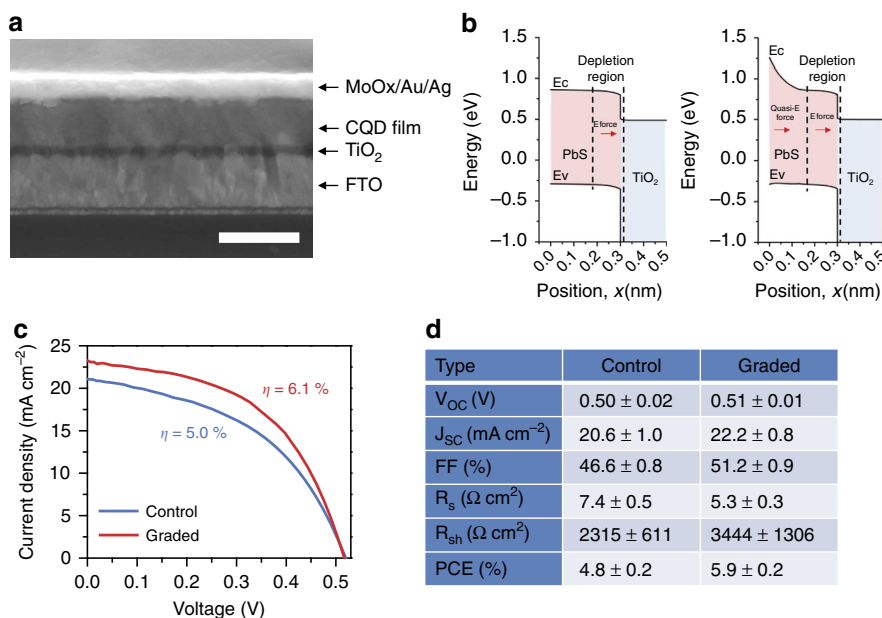 a
MoOx/Au/Ag
CQD film
TiO₂
FTO
b
1.5
1.0
0.5
0.0
−0.5
−1.0
Energy (eV)
Ec
Depletion
region
E force
PbS
TiO₂
Ev
0.0
0.1
0.2
0.3
0.4
0.5
Position, x(nm)
1.5
1.0
0.5
0.0
−0.5
−1.0
Energy (eV)
Ec
Depletion
region
Quasi-E
force
E force
PbS
TiO₂
Ev
0.0
0.1
0.2
0.3
0.4
0.5
Position, x(nm)
c
25
20
15
10
5
0
Current density (mA cm⁻²)
η = 6.1 %
η = 5.0 %
Control
Graded
0.0 0.1 0.2 0.3 0.4 0.5
Voltage (V)
d
Type Control Graded
V_OC (V) 0.50 ± 0.02 0.51 ± 0.01
J_SC (mA cm⁻²) 20.6 ± 1.0 22.2 ± 0.8
FF (%) 46.6 ± 0.8 51.2 ± 0.9
R_s (Ω cm²) 7.4 ± 0.5 5.3 ± 0.3
R_sh (Ω cm²) 2315 ± 611 3444 ± 1306
PCE (%) 4.8 ± 0.2 5.9 ± 0.2